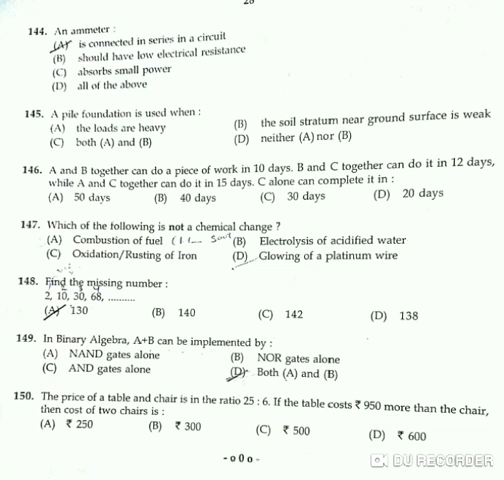 144. An ammeter :
(A) is connected in series in a circuit
(B) should have low electrical resistance
(C) absorbs small power
(D) all of the above
145. A pile foundation is used when :
(A) the loads are heavy (B) the soil stratum near ground surface is weak
(C) both (A) and (B) (D) neither (A) nor (B)
146. A and B together can do a piece of work in 10 days. B and C together can do it in 12 days,
while A and C together can do it in 15 days. C alone can complete it in :
(A) 50 days (B) 40 days (C) 30 days (D) 20 days
147. Which of the following is not a chemical change ?
(A) Combustion of fuel (B) Electrolysis of acidified water
(C) Oxidation/Rusting of Iron (D) Glowing of a platinum wire
148. Find the missing number :
2, 10, 30, 68, ..........
(A) 130 (B) 140 (C) 142 (D) 138
149. In Binary Algebra, A+B can be implemented by :
(A) NAND gates alone (B) NOR gates alone
(C) AND gates alone (D) Both (A) and (B)
150. The price of a table and chair is in the ratio 25 : 6. If the table costs ₹ 950 more than the chair,
then cost of two chairs is :
(A) ₹ 250 (B) ₹ 300 (C) ₹ 500 (D) ₹ 600
- o 0 o -
DU RECORDER